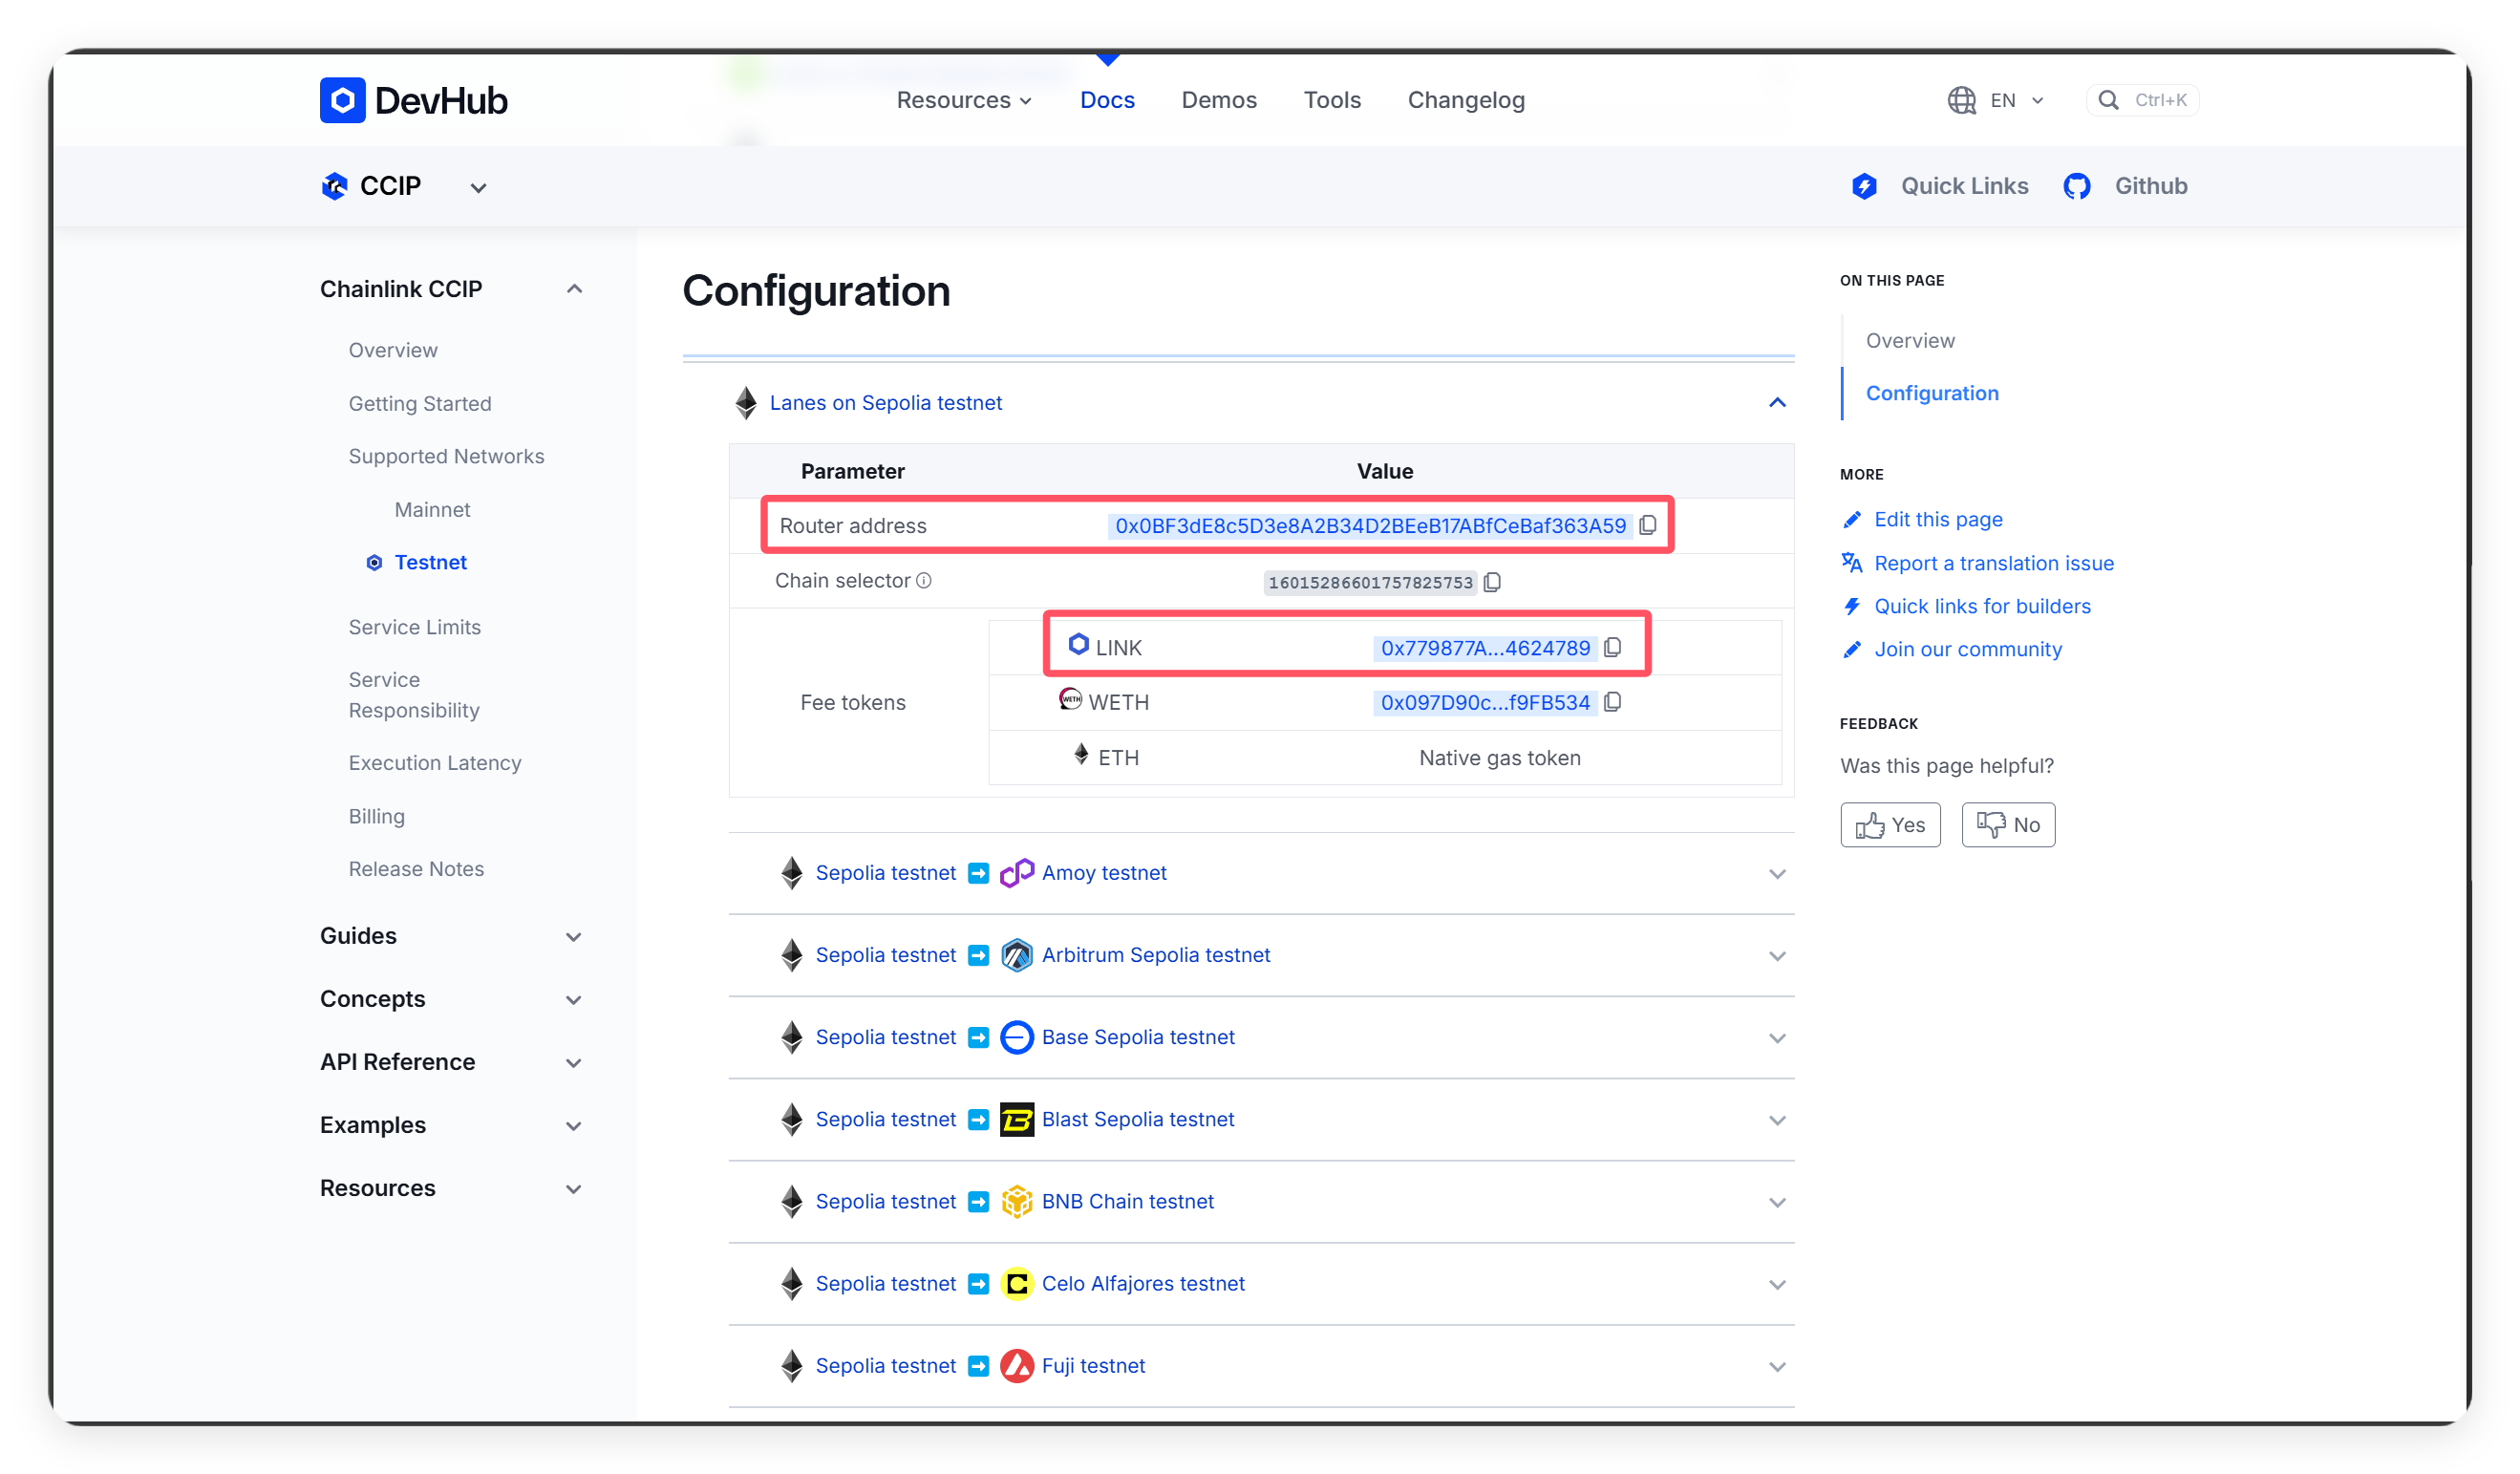 DevHub
Resources
Docs
Demos
Tools
Changelog
EN
Ctrl+K
CCIP
Quick Links
Github
Chainlink CCIP
Overview
Getting Started
Supported Networks
Mainnet
Testnet
Service Limits
Service
Responsibility
Execution Latency
Billing
Release Notes
Guides
Concepts
API Reference
Examples
Resources
Configuration
Lanes on Sepolia testnet
Parameter Value
Router address 0x0BF3dE8c5D3e8A2B34D2BEeB17ABfCeBaf363A59
Chain selector 16015286601757825753
Fee tokens
LINK 0x779877A...4624789
WETH 0x097D90c...f9FB534
ETH Native gas token
Sepolia testnet Amoy testnet
Sepolia testnet Arbitrum Sepolia testnet
Sepolia testnet Base Sepolia testnet
Sepolia testnet Blast Sepolia testnet
Sepolia testnet BNB Chain testnet
Sepolia testnet Celo Alfajores testnet
Sepolia testnet Fuji testnet
ON THIS PAGE
Overview
Configuration
MORE
Edit this page
Report a translation issue
Quick links for builders
Join our community
FEEDBACK
Was this page helpful?
Yes
No